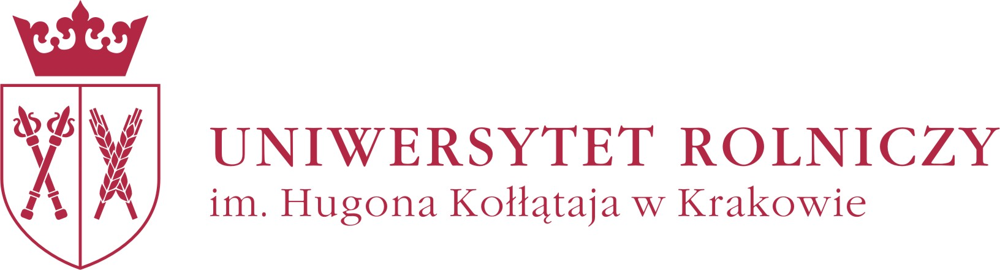 UNIWERSYTET ROLNICZY
im. Hugona Kołłątaja w Krakowie